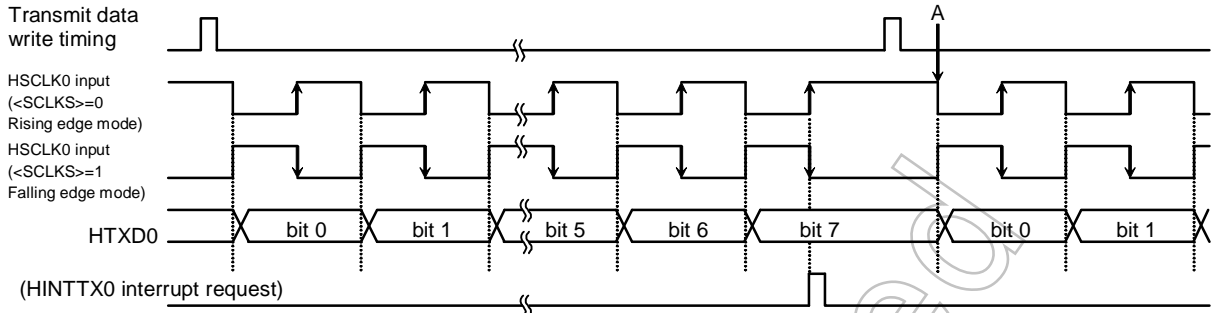 Transmit data
write timing
A
HSCLK0 input
(<SCLKS>=0
Rising edge mode)
HSCLK0 input
(<SCLKS>=1
Falling edge mode)
HTXD0
bit 0 bit 1 bit 5 bit 6 bit 7 bit 0 bit 1
(HINTTX0 interrupt request)